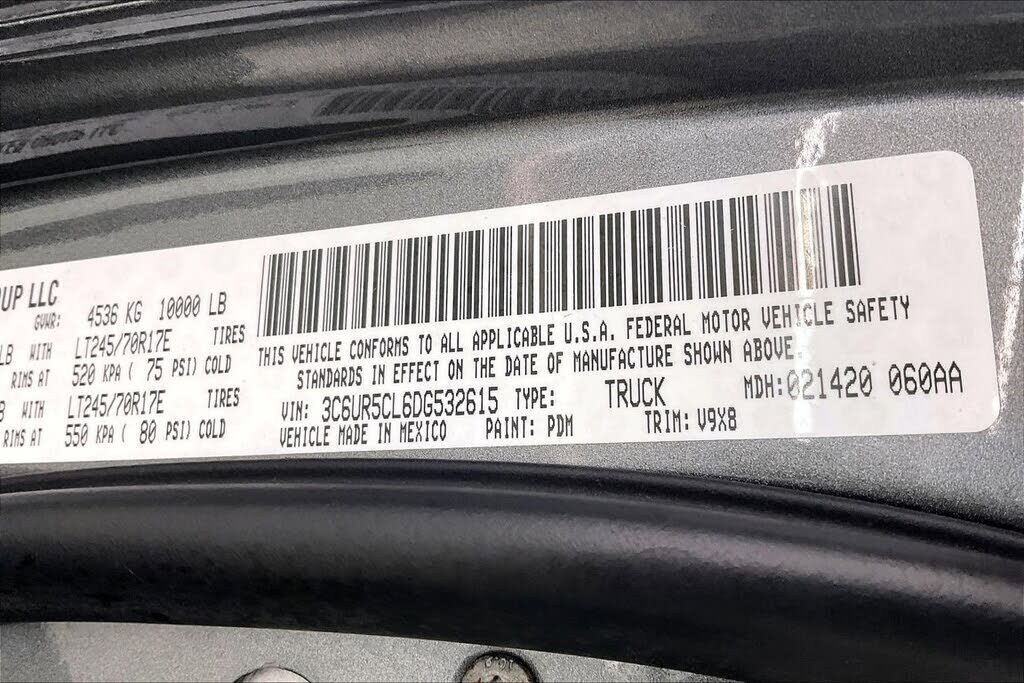 OUP LLC
GVWR: 4536 KG 10000 LB
LB WITH LT245/70R17E TIRES
RIMS AT 520 KPA ( 75 PSI) COLD
B WITH LT245/70R17E TIRES
RIMS AT 550 KPA ( 80 PSI) COLD
THIS VEHICLE CONFORMS TO ALL APPLICABLE U.S.A. FEDERAL MOTOR VEHICLE SAFETY
STANDARDS IN EFFECT ON THE DATE OF MANUFACTURE SHOWN ABOVE.
VIN: 3C6UR5CL6DG532615 TYPE: TRUCK MDH: 021420 060AA
VEHICLE MADE IN MEXICO PAINT: PDM TRIM: V9X8